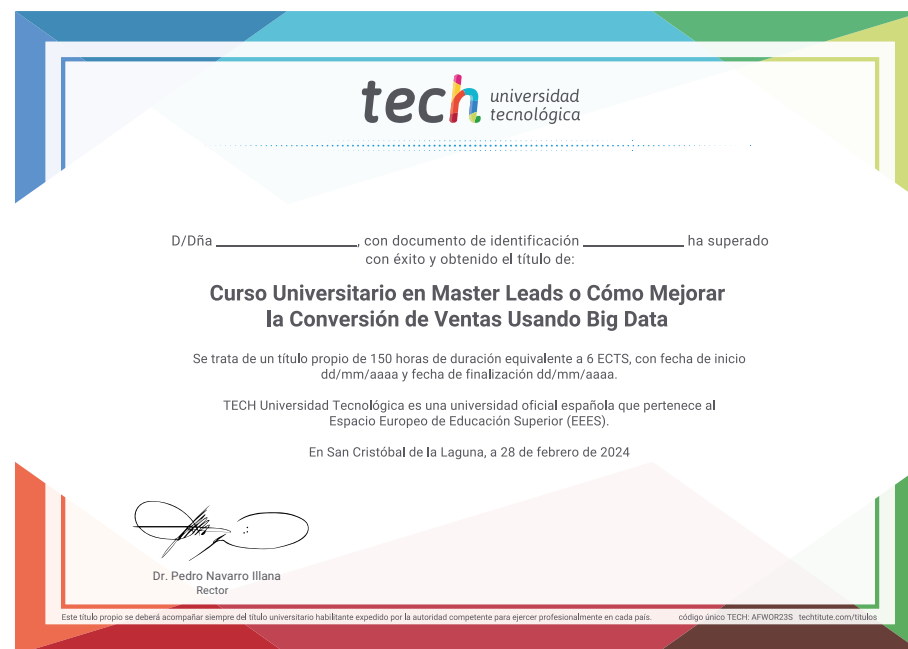 tech universidad
tecnológica
D/Dña ________________, con documento de identificación ____________ ha superado
con éxito y obtenido el título de:
Curso Universitario en Master Leads o Cómo Mejorar
la Conversión de Ventas Usando Big Data
Se trata de un título propio de 150 horas de duración equivalente a 6 ECTS, con fecha de inicio
dd/mm/aaaa y fecha de finalización dd/mm/aaaa.
TECH Universidad Tecnológica es una universidad oficial española que pertenece al
Espacio Europeo de Educación Superior (EEES).
En San Cristóbal de la Laguna, a 28 de febrero de 2024
Dr. Pedro Navarro Illana
Rector
Este título propio se deberá acompañar siempre del título universitario habilitante expedido por la autoridad competente para ejercer profesionalmente en cada país. código único TECH: AFWOR23S techtitute.com/titulos